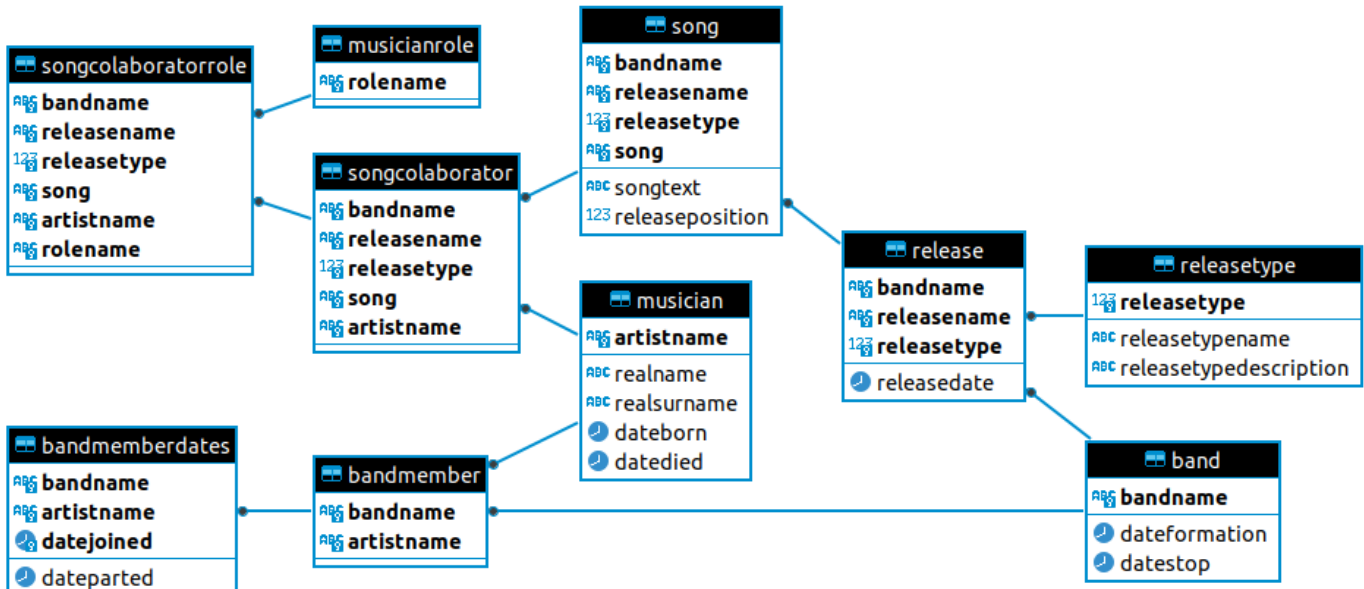 songcolaboratorrole
bandname
releasename
releasetype
song
artistname
rolename
musicianrole
rolename
songcolaborator
bandname
releasename
releasetype
song
artistname
song
bandname
releasename
releasetype
song
songtext
releaseposition
musician
artistname
realname
realsurname
dateborn
datedied
release
bandname
releasename
releasetype
releasedate
releasetype
releasetype
releasetypename
releasetypedescription
bandmemberdates
bandname
artistname
datejoined
dateparted
bandmember
bandname
artistname
band
bandname
dateformation
datestop